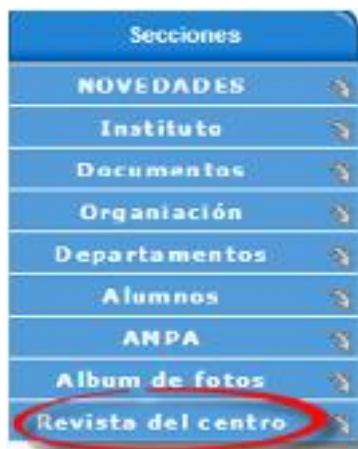 Secciones
NOVEDADES
Instituto
Documentos
Organiación
Departamentos
Alumnos
AMPA
Album de fotos
Revista del centro